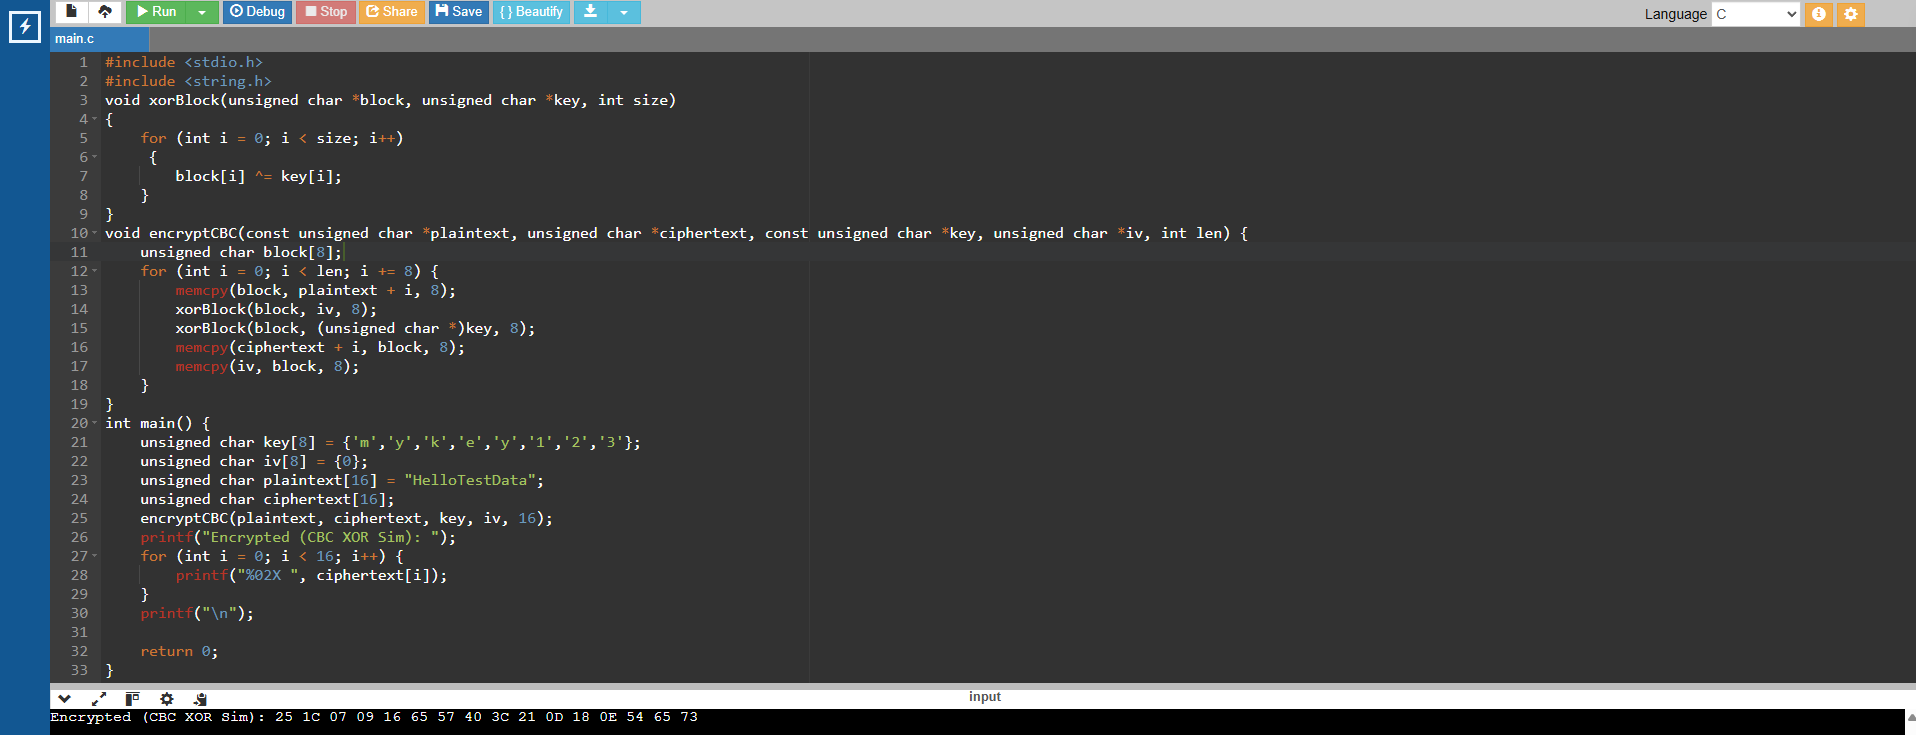 Run Debug Stop Share Save { } Beautify Language C
main.c
1 #include <stdio.h>
2 #include <string.h>
3 void xorBlock(unsigned char *block, unsigned char *key, int size)
4 {
5     for (int i = 0; i < size; i++)
6      {
7         block[i] ^= key[i];
8     }
9 }
10 void encryptCBC(const unsigned char *plaintext, unsigned char *ciphertext, const unsigned char *key, unsigned char *iv, int len) {
11     unsigned char block[8];
12     for (int i = 0; i < len; i += 8) {
13         memcpy(block, plaintext + i, 8);
14         xorBlock(block, iv, 8);
15         xorBlock(block, (unsigned char *)key, 8);
16         memcpy(ciphertext + i, block, 8);
17         memcpy(iv, block, 8);
18     }
19 }
20 int main() {
21     unsigned char key[8] = {'m','y','k','e','y','1','2','3'};
22     unsigned char iv[8] = {0};
23     unsigned char plaintext[16] = "HelloTestData";
24     unsigned char ciphertext[16];
25     encryptCBC(plaintext, ciphertext, key, iv, 16);
26     printf("Encrypted (CBC XOR Sim): ");
27     for (int i = 0; i < 16; i++) {
28         printf("%02X ", ciphertext[i]);
29     }
30     printf("\n");
31
32     return 0;
33 }
input
Encrypted (CBC XOR Sim): 25 1C 07 09 16 65 57 40 3C 21 0D 18 0E 54 65 73